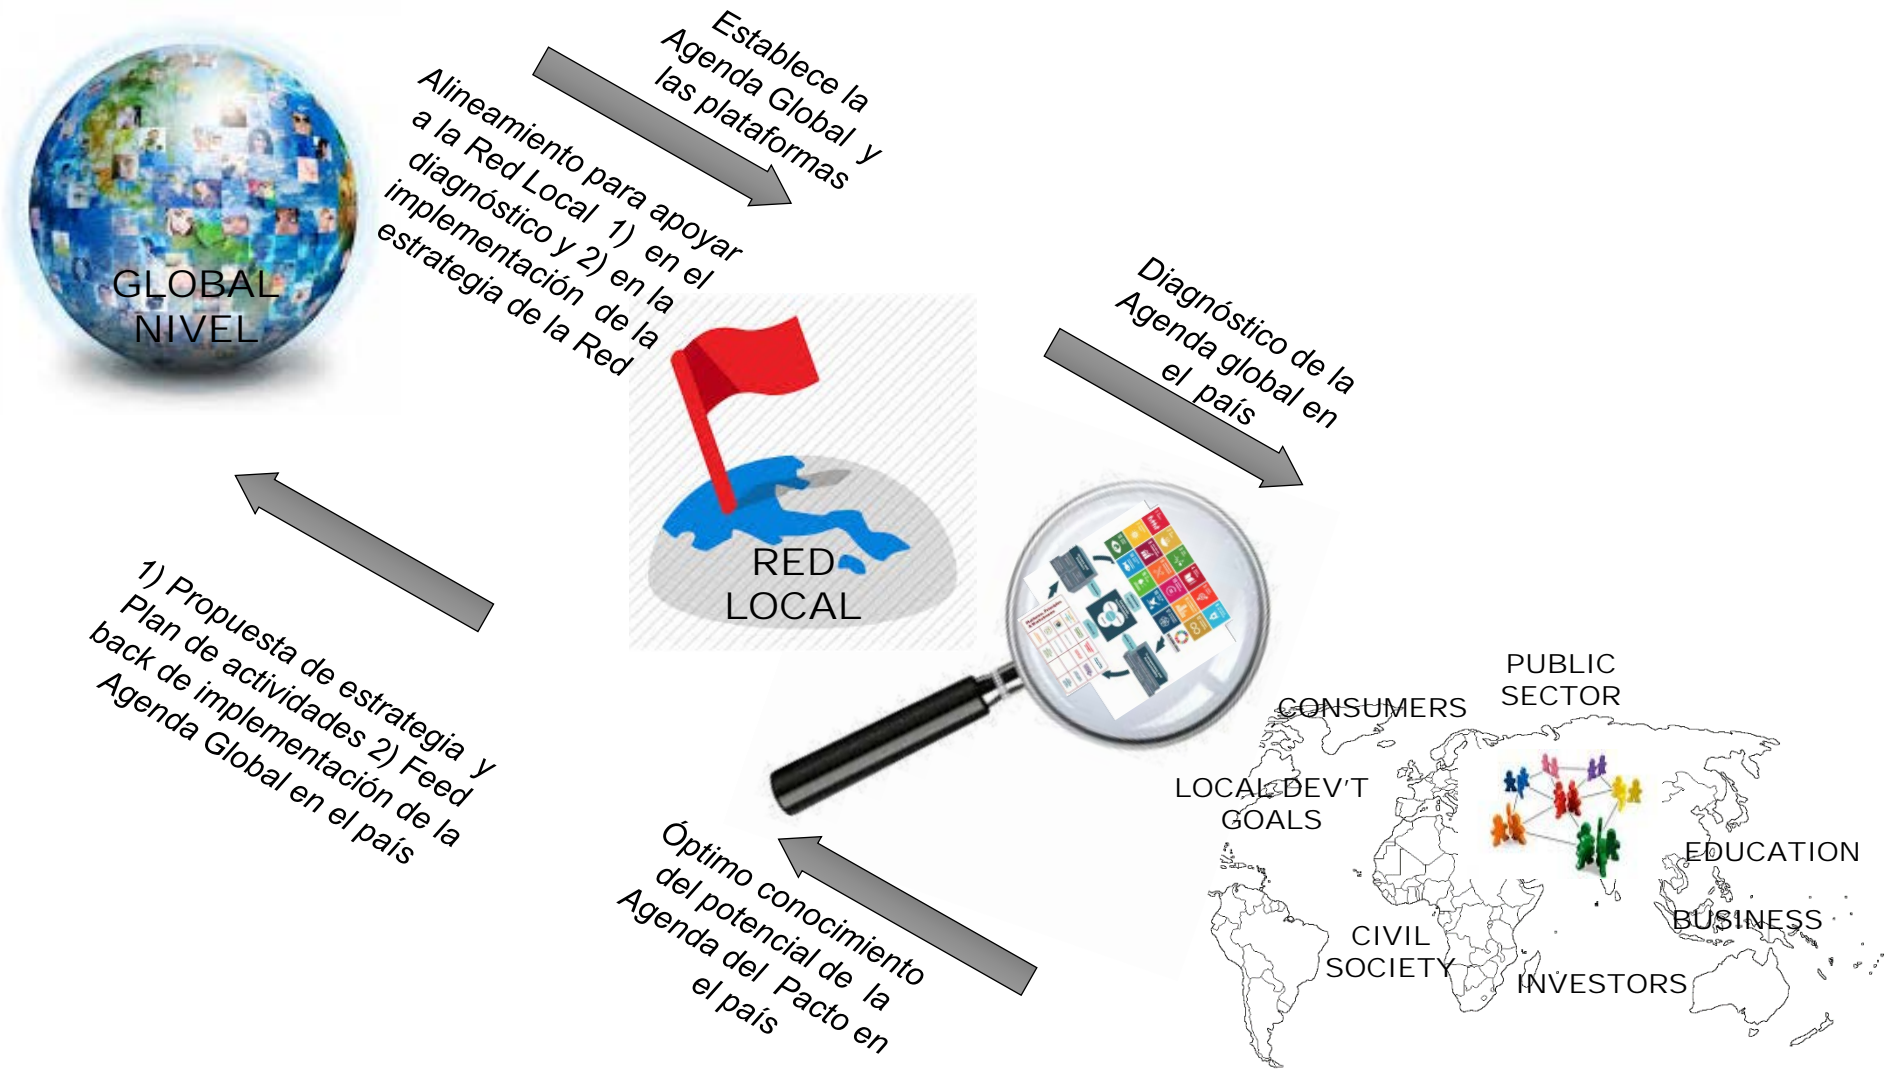 Establece la
Agenda Global y
las plataformas
Alineamiento para apoyar
a la Red Local 1) en el
diagnóstico y 2) en la
implementación de la
estrategia de la Red
GLOBAL
NIVEL
Diagnóstico de la
Agenda global en
el país
RED
LOCAL
1) Propuesta de estrategia y
Plan de actividades 2) Feed
back de implementación de la
Agenda Global en el país
Óptimo conocimiento
del potencial de la
Agenda del Pacto en
el país
PUBLIC
SECTOR
CONSUMERS
LOCAL DEV'T
GOALS
EDUCATION
BUSINESS
CIVIL
SOCIETY
INVESTORS